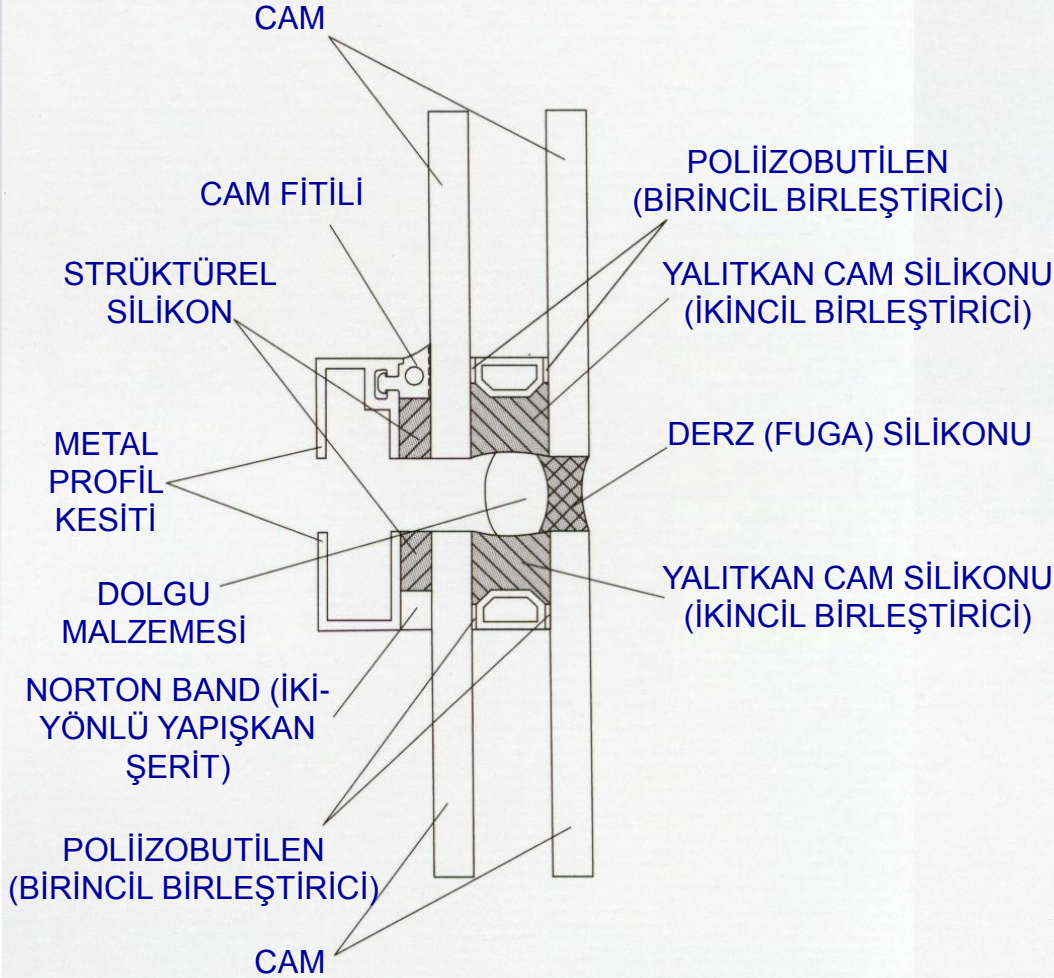 CAM
POLİİZOBUTİLEN
(BİRİNCİL BİRLEŞTİRİCİ)
CAM FİTİLİ
STRÜKTÜREL
SİLİKON
YALITKAN CAM SİLİKONU
(İKİNCİL BİRLEŞTİRİCİ)
METAL
PROFİL
KESİTİ
DERZ (FUGA) SİLİKONU
DOLGU
MALZEMESİ
YALITKAN CAM SİLİKONU
(İKİNCİL BİRLEŞTİRİCİ)
NORTON BAND (İKİ-
YÖNLÜ YAPIŞKAN
ŞERİT)
POLİİZOBUTİLEN
(BİRİNCİL BİRLEŞTİRİCİ)
CAM